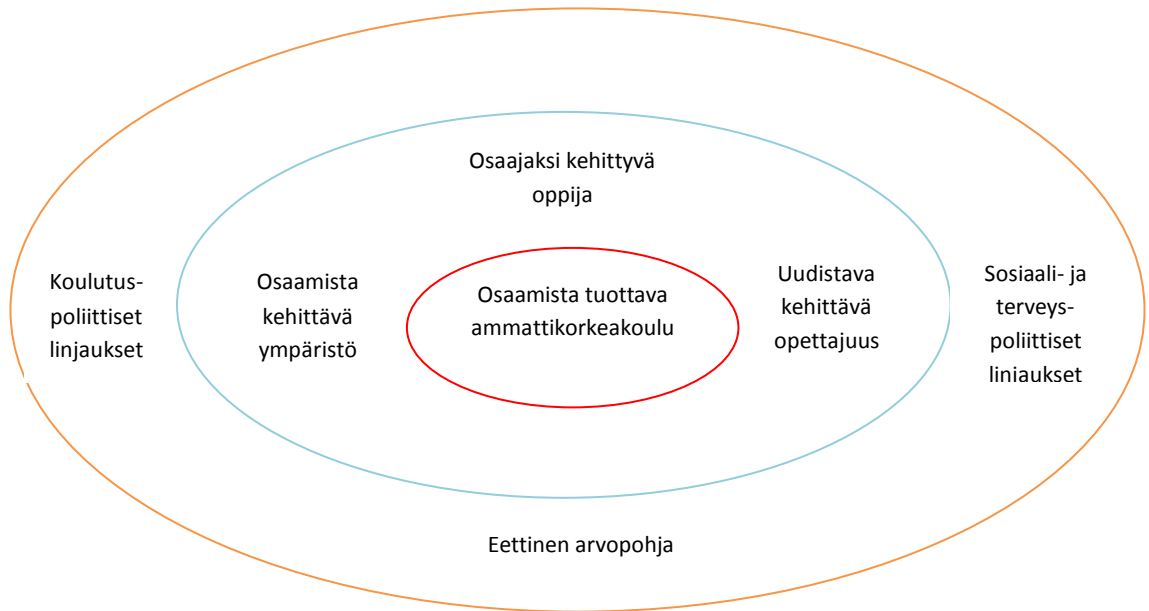 Osaajaksi kehittyvä
oppija
Koulutus-
poliittiset
linjaukset
Osaamista
kehittävä
ympäristö
Osaamista tuottava
ammattikorkeakoulu
Uudistava
kehittävä
opettajuus
Sosiaali- ja
terveys-
poliittiset
liniaukset
Eettinen arvopohja